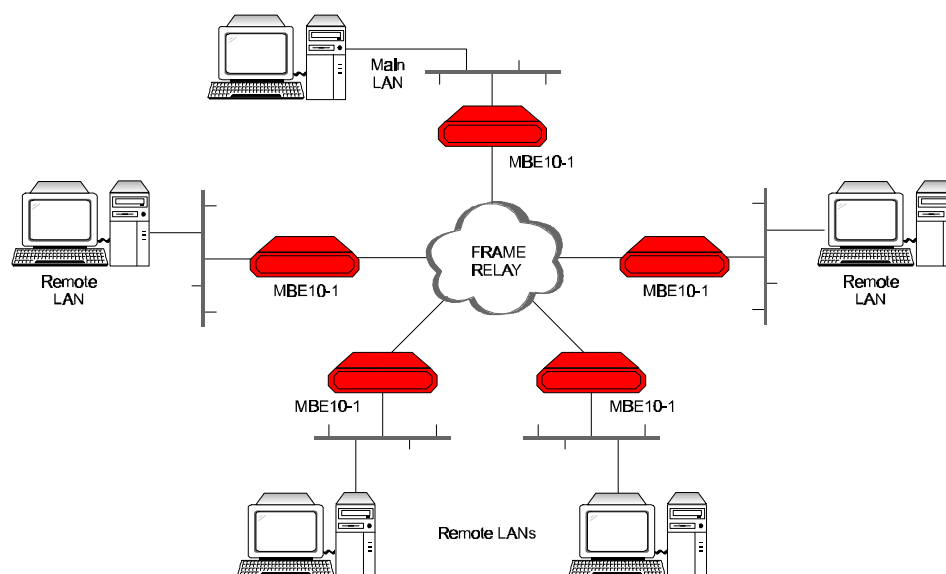 Main
LAN
MBE10-1
FRAME
RELAY
MBE10-1
Remote
LAN
MBE10-1
Remote
LAN
MBE10-1
MBE10-1
Remote LANs